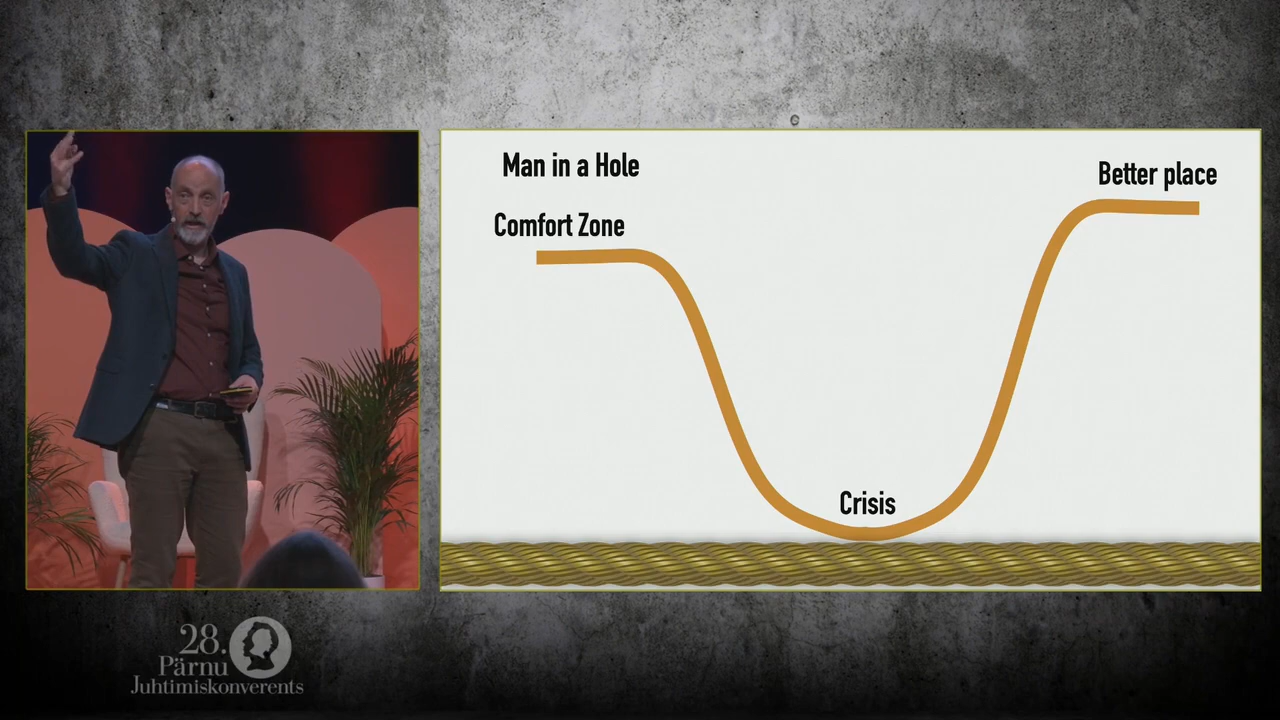 Man in a Hole
Better place
Comfort Zone
Crisis
28.
Pärnu
Juhtimiskonverents